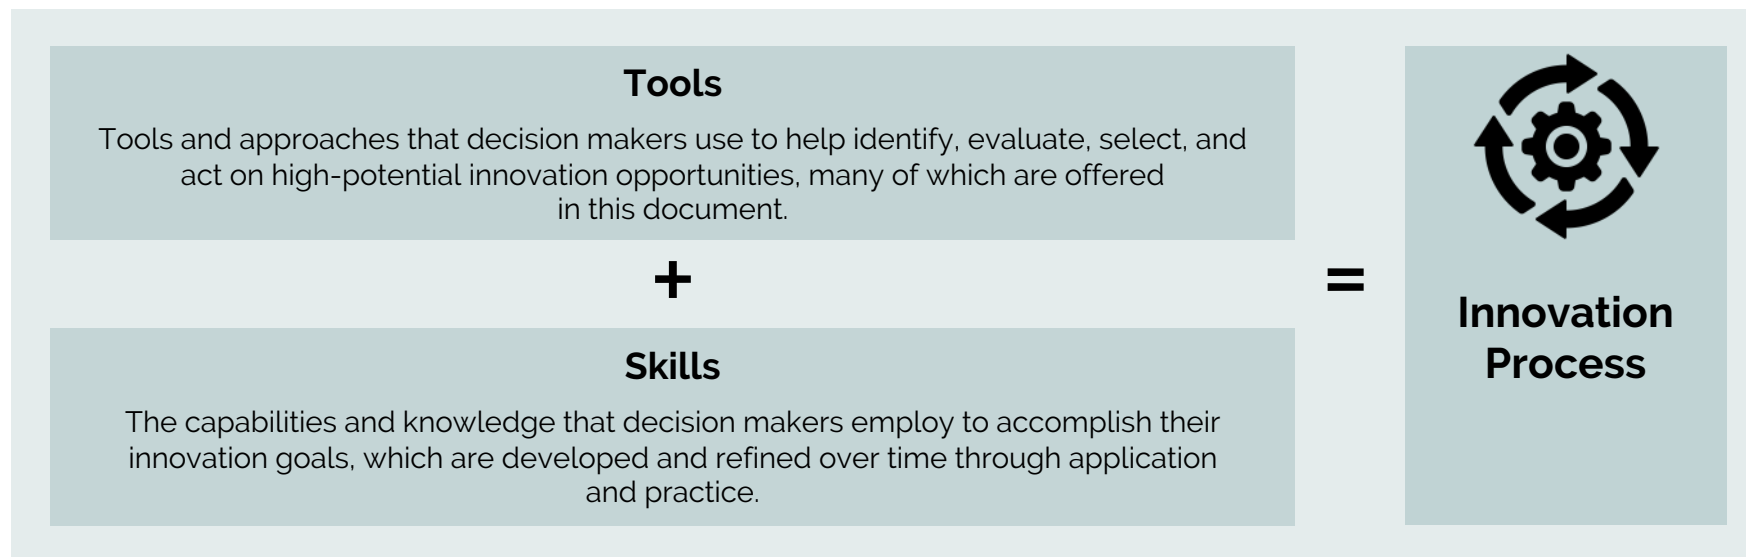 Tools
Tools and approaches that decision makers use to help identify, evaluate, select, and
act on high-potential innovation opportunities, many of which are offered
in this document.
+
Skills
The capabilities and knowledge that decision makers employ to accomplish their
innovation goals, which are developed and refined over time through application
and practice.
=
Innovation
Process